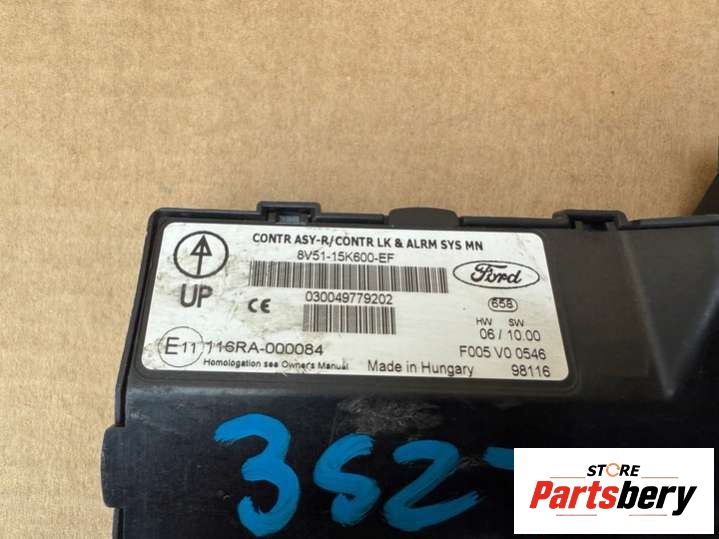 CONTR ASY-R/CONTR LK & ALRM SYS MN
8V51-15K600-EF
Ford
UP
CE
030049779202
658
HW SW
06 / 10.00
E11 116RA-000084
F005 V0 0546
Homologation see Owner's Manual
Made in Hungary
98116
3S2
STORE
Partsbery